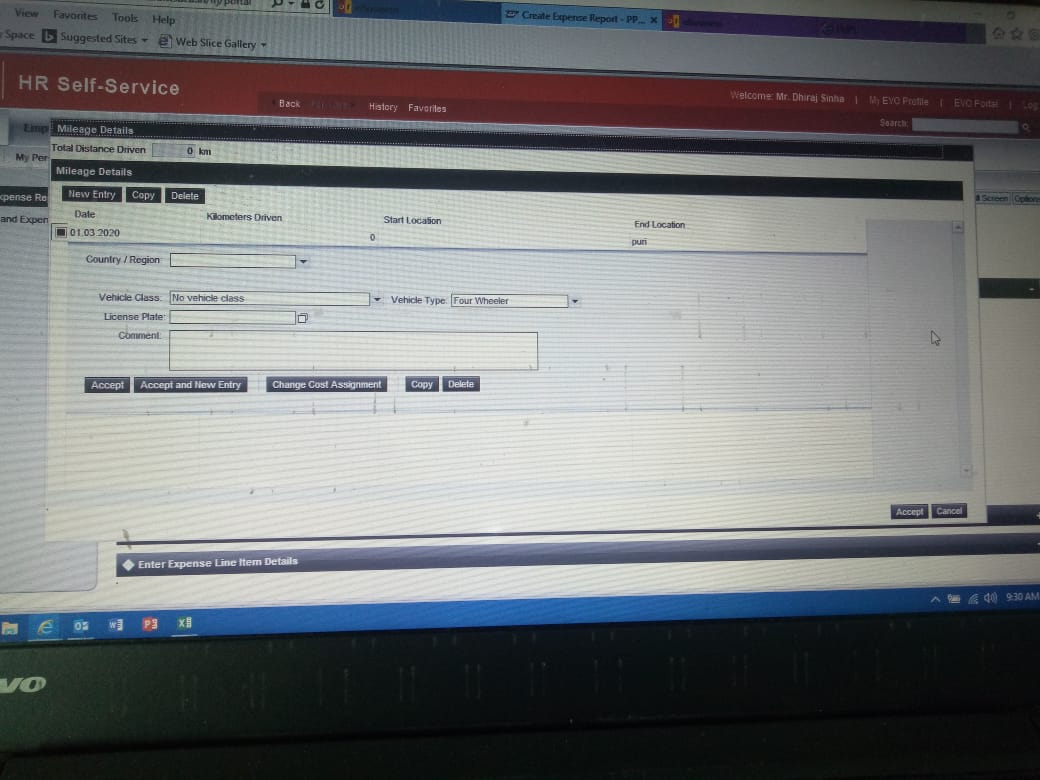 View Favorites Tools Help
Create Expense Report - PP...
Space Suggested Sites Web Slice Gallery
HR Self-Service
Back History Favorites
Welcome: Mr. Dhiraj Sinha | My EVO Profile | EVO Portal | Log
Search:
Emp
Mileage Details
Total Distance Driven 0 km
My Per
Mileage Details
xpense Re
New Entry Copy Delete
Screen Option
and Expen
Date Kilometers Driven Start Location End Location
01.03.2020 0 puri
Country / Region:
Vehicle Class: No vehicle class Vehicle Type: Four Wheeler
License Plate:
Comment:
Accept Accept and New Entry Change Cost Assignment Copy Delete
Accept Cancel
Enter Expense Line Item Details
9:30 AM
VO